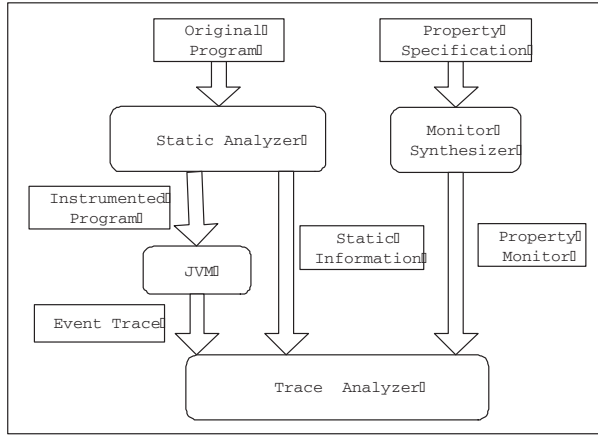 Original
Program
Property
Specification
Static Analyzer
Monitor
Synthesizer
Instrumented
Program
Static
Information
Property
Monitor
JVM
Event Trace
Trace Analyzer